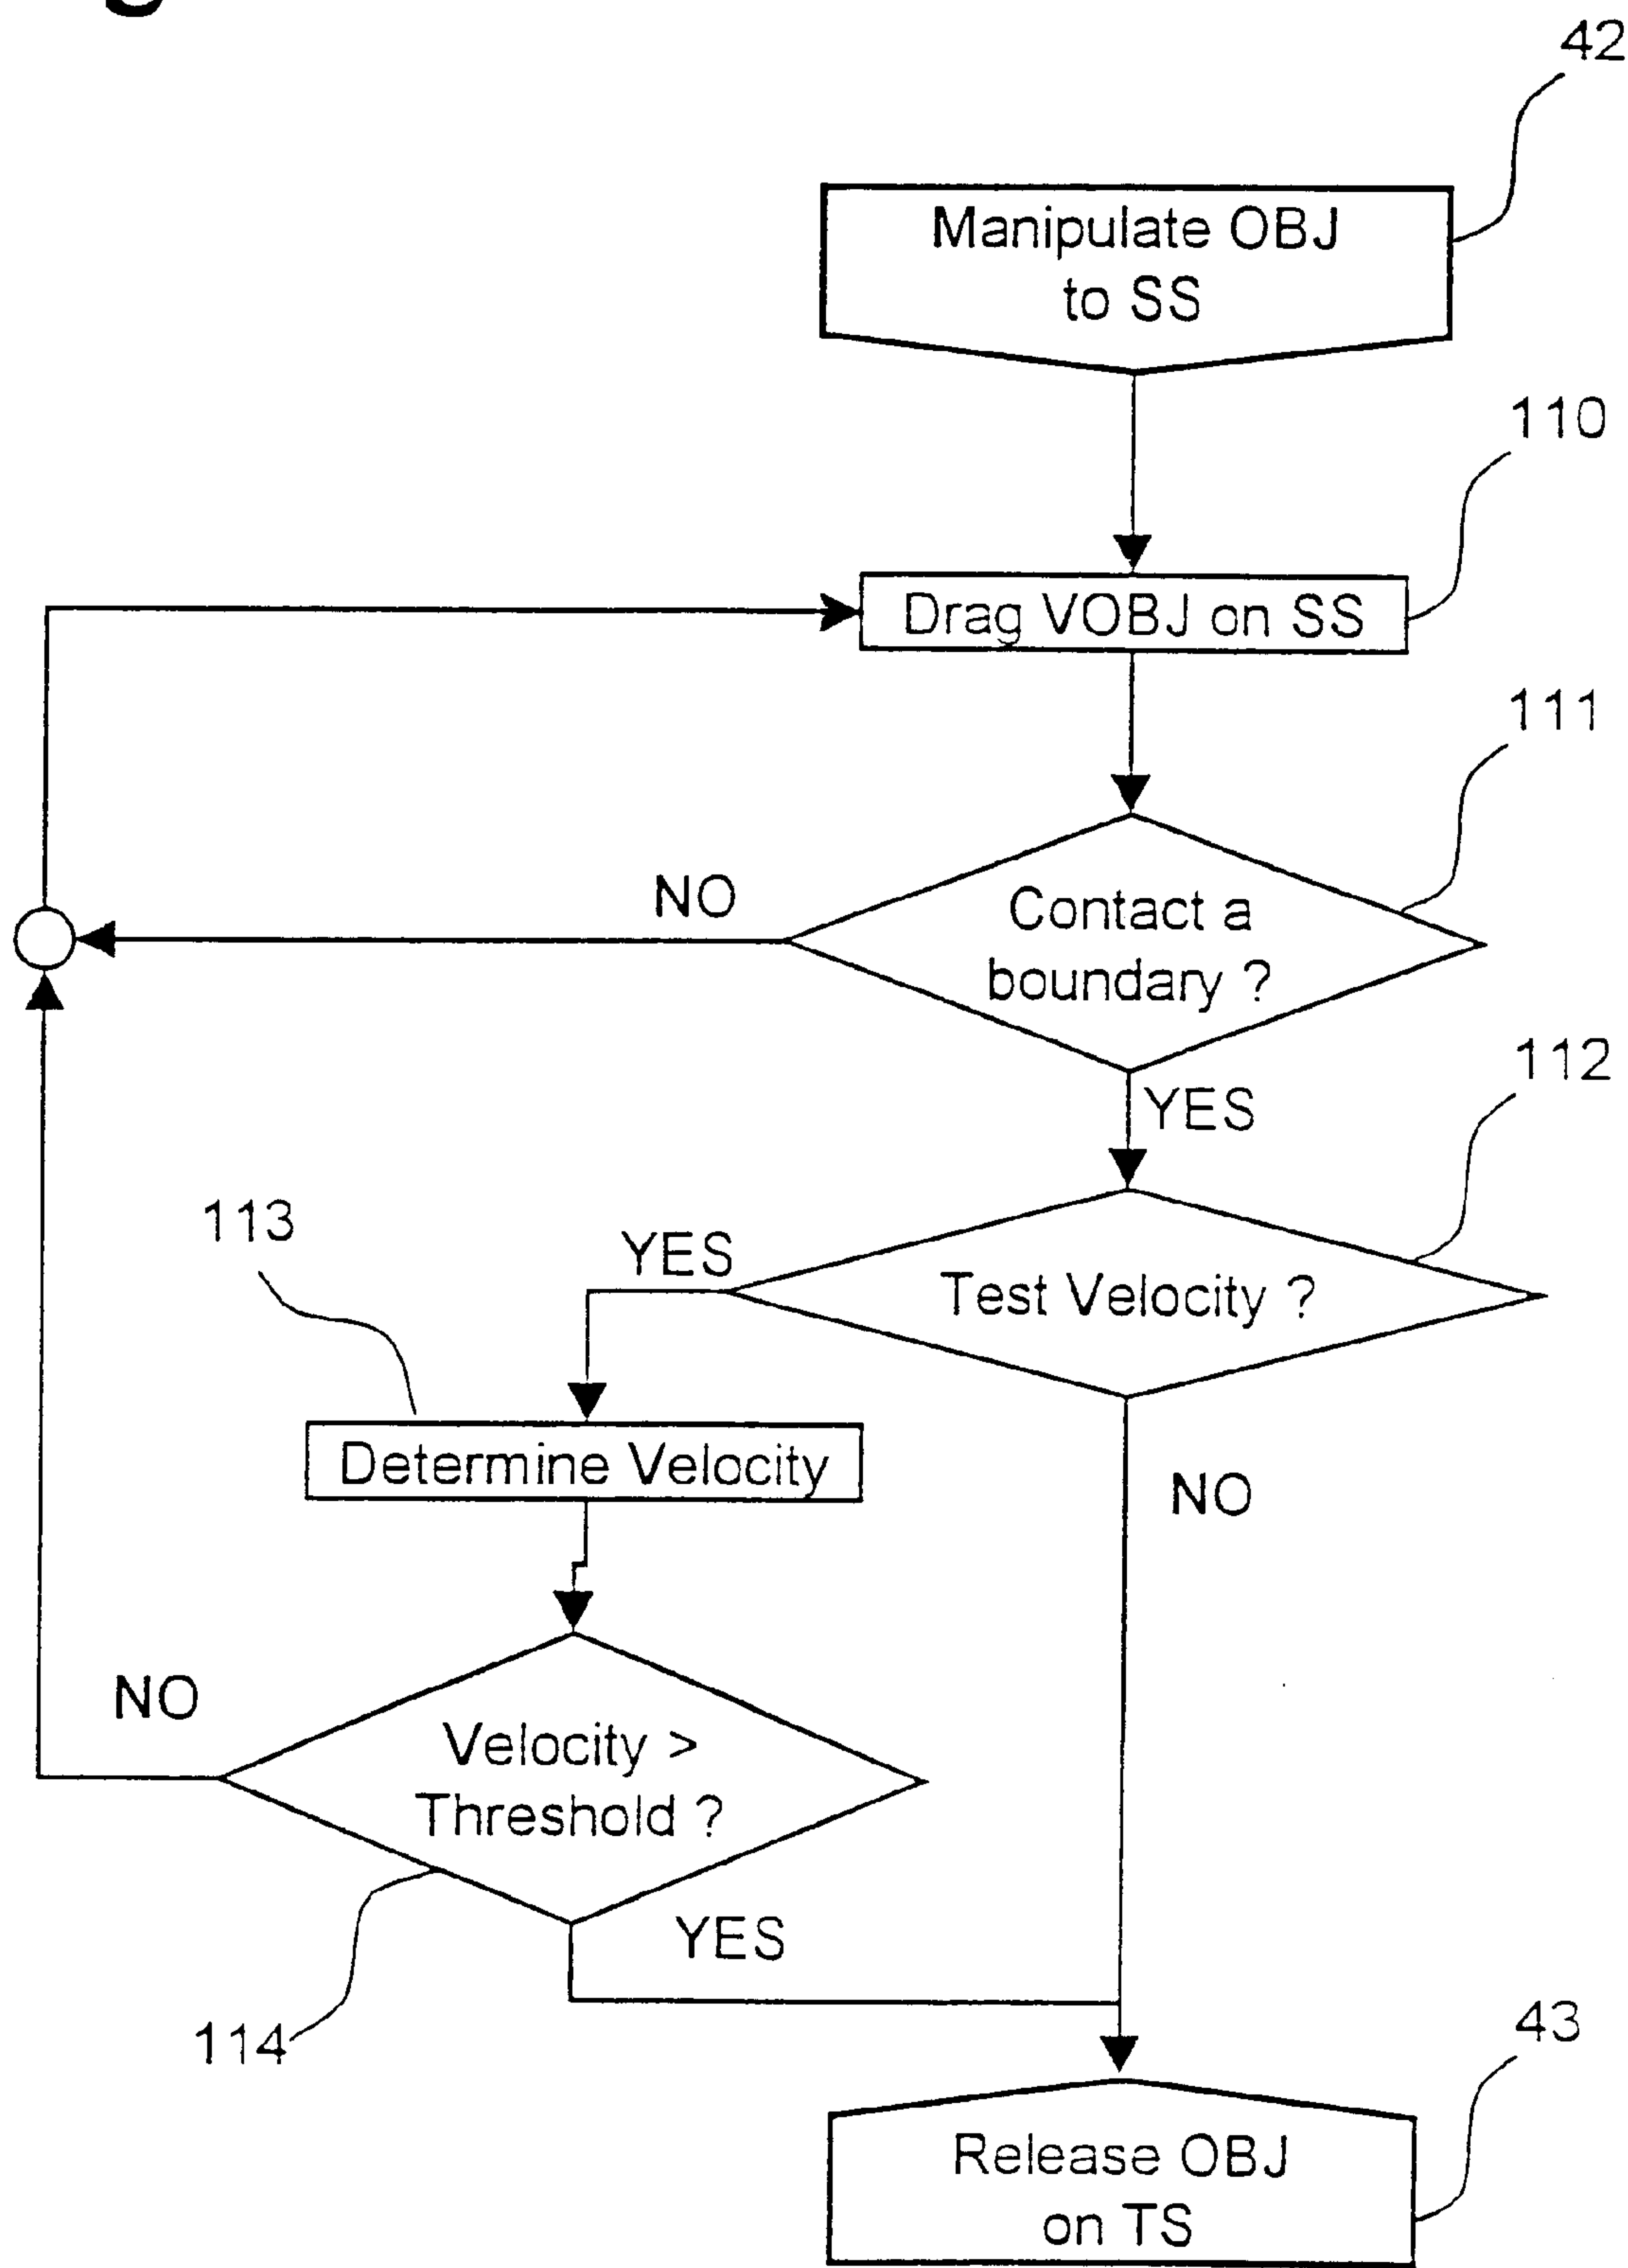 42
Manipulate OBJ
to SS
110
Drag VOBJ on SS
111
NO
Contact a
boundary ?
112
YES
113
YES
Test Velocity ?
Determine Velocity
NO
NO
Velocity >
Threshold ?
YES
114
43
Release OBJ
on TS